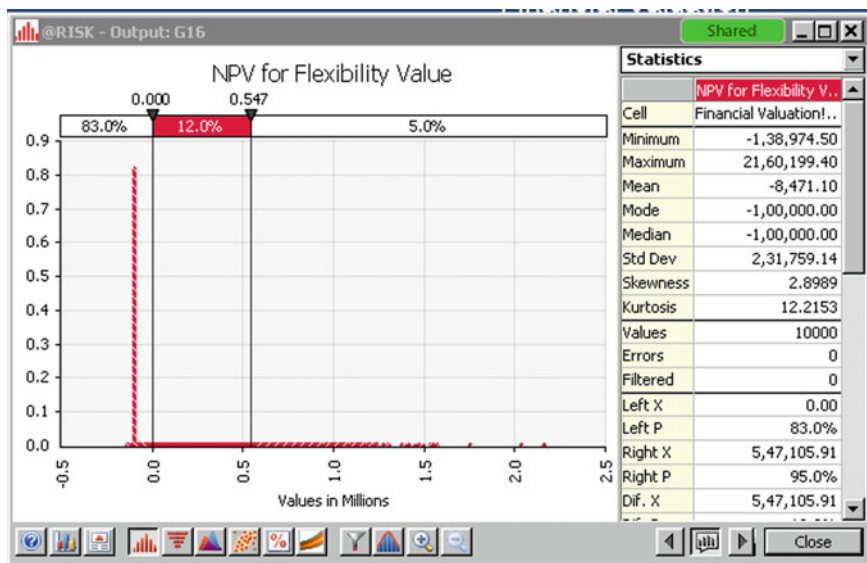 @RISK - Output: G16
Shared
NPV for Flexibility Value
0.000 0.547
83.0% 12.0% 5.0%
0.9
0.8
0.7
0.6
0.5
0.4
0.3
0.2
0.1
0.0
-0.5 0.0 0.5 1.0 1.5 2.0 2.5
Values in Millions
Statistics
NPV for Flexibility V..
Cell Financial Valuation!..
Minimum -1,38,974.50
Maximum 21,60,199.40
Mean -8,471.10
Mode -1,00,000.00
Median -1,00,000.00
Std Dev 2,31,759.14
Skewness 2.8989
Kurtosis 12.2153
Values 10000
Errors 0
Filtered 0
Left X 0.00
Left P 83.0%
Right X 5,47,105.91
Right P 95.0%
Dif. X 5,47,105.91
Close